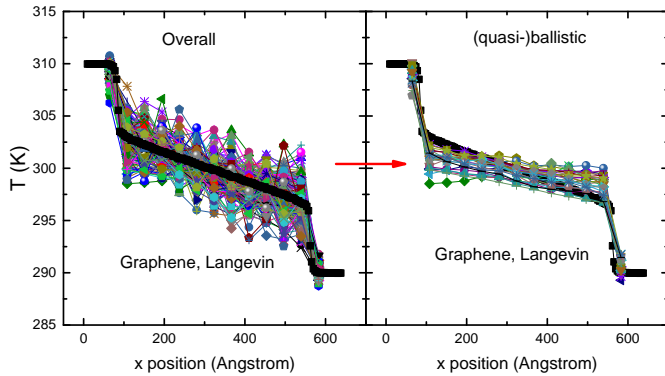 Overall
(quasi-)ballistic
310
305
300
295
290
285
T (K)
Graphene, Langevin
Graphene, Langevin
0 200 400 600
0 200 400 600
x position (Angstrom)
x position (Angstrom)